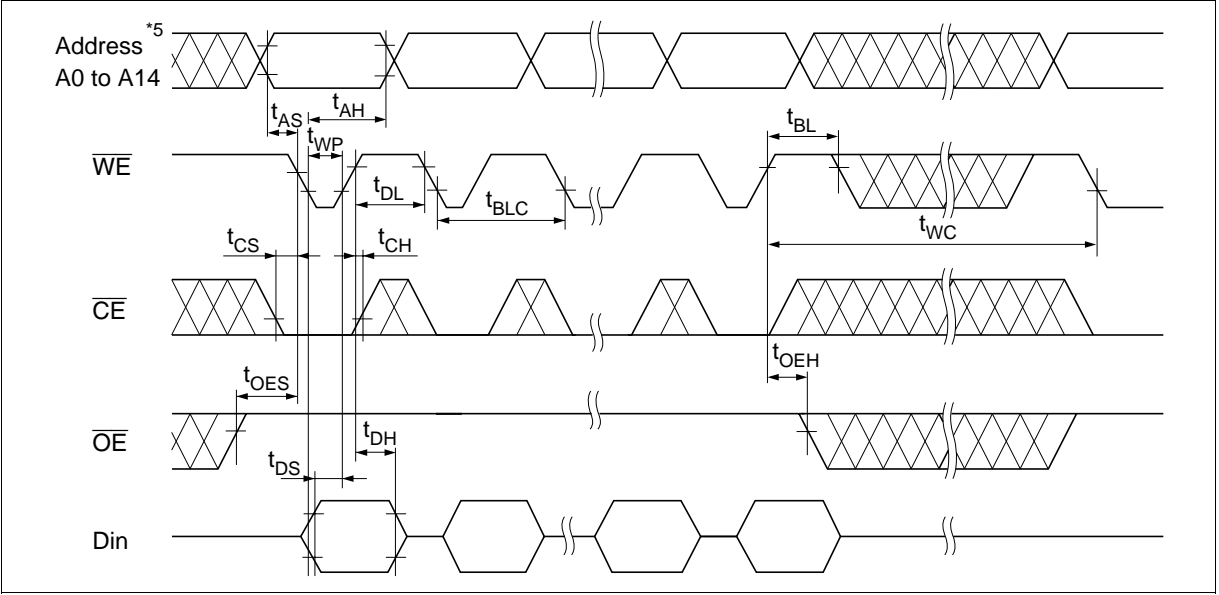 Address *5
A0 to A14
tAS
tAH
tWP
tBL
WE
tDL
tBLC
tWC
tCS
tCH
CE
tOES
tOEH
OE
tDH
tDS
Din